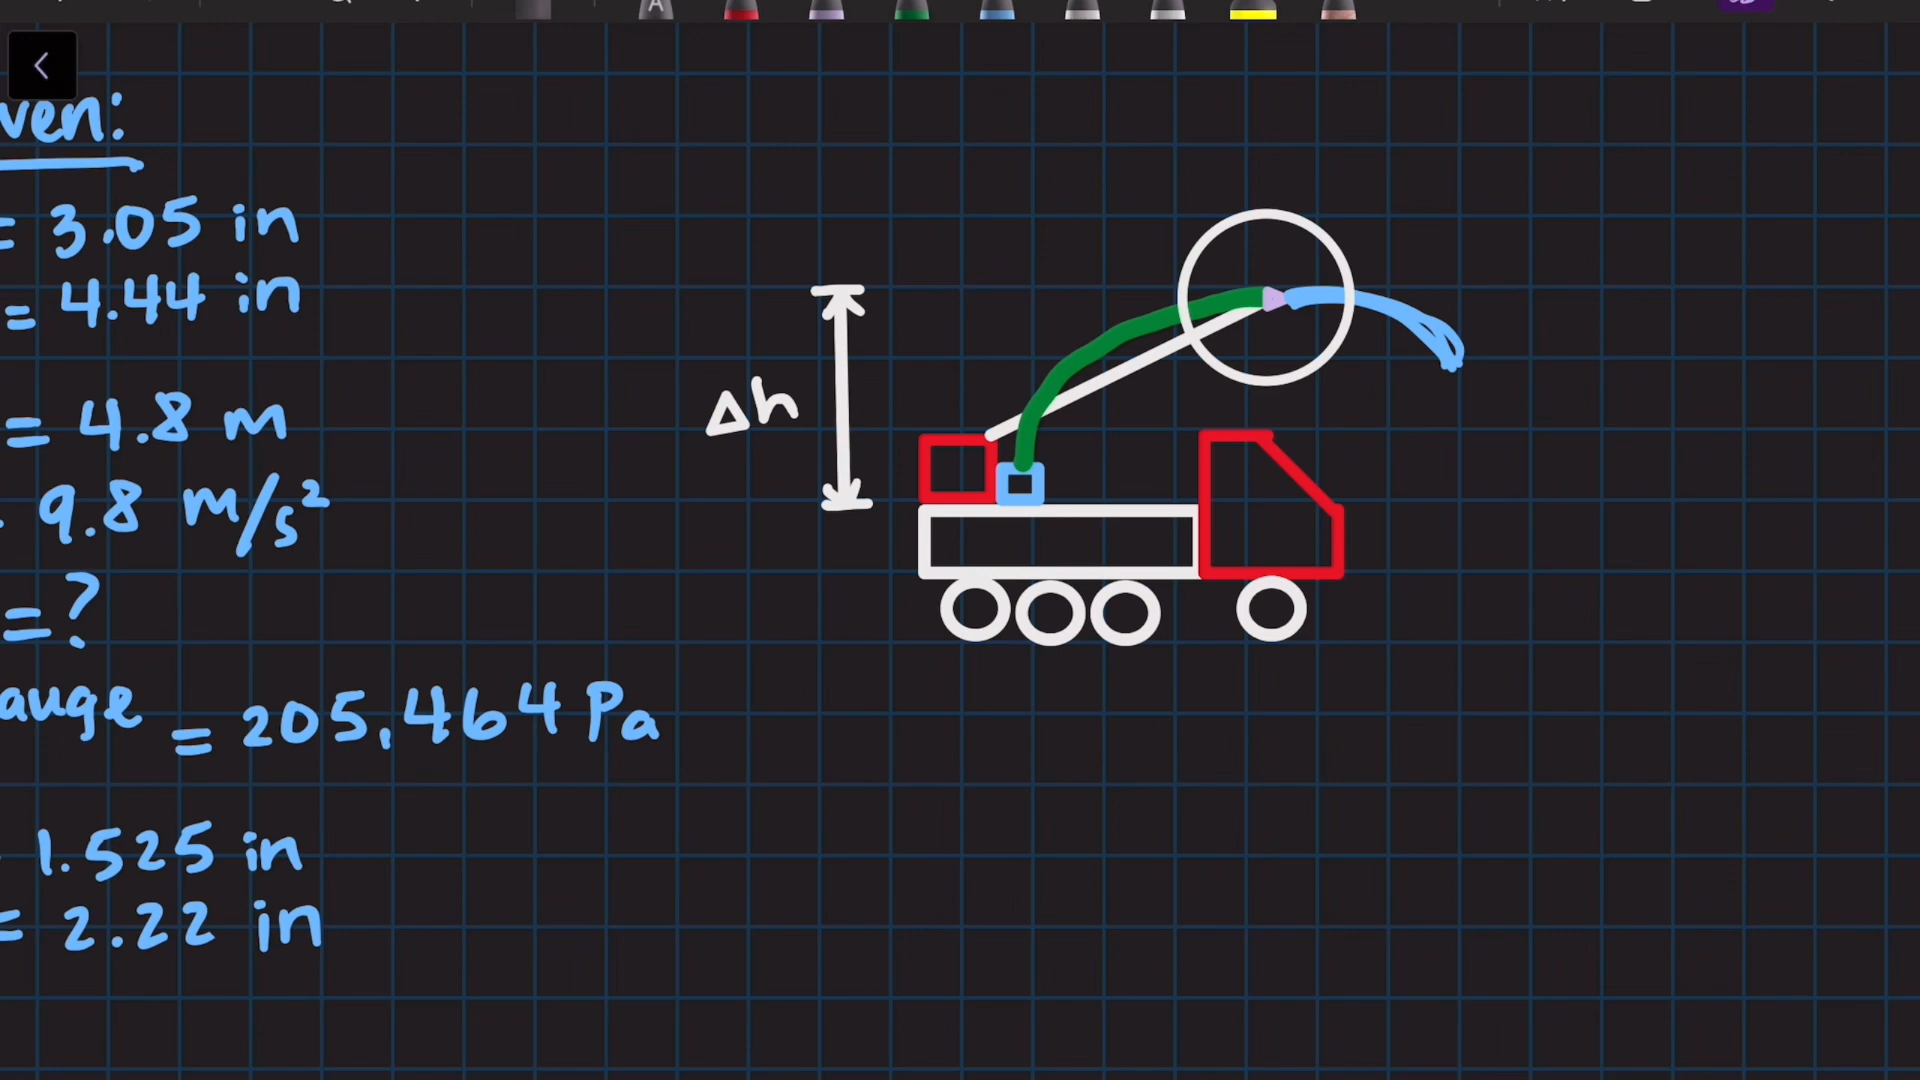 ven:
= 3.05 in
= 4.44 in
= 4.8 m
9.8 m/s²
= ?
auge = 205,464 Pa
1.525 in
= 2.22 in
Δh
A